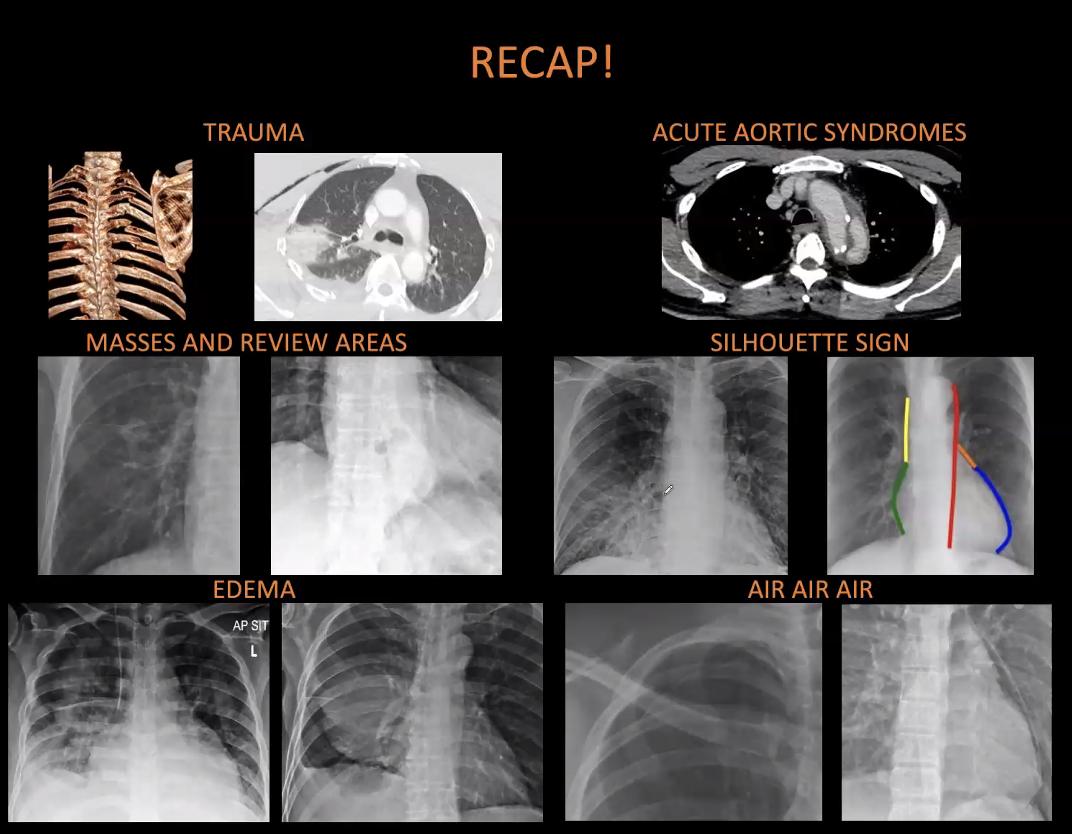 RECAP!
TRAUMA
ACUTE AORTIC SYNDROMES
MASSES AND REVIEW AREAS
SILHOUETTE SIGN
EDEMA
AIR AIR AIR
AP SIT
L